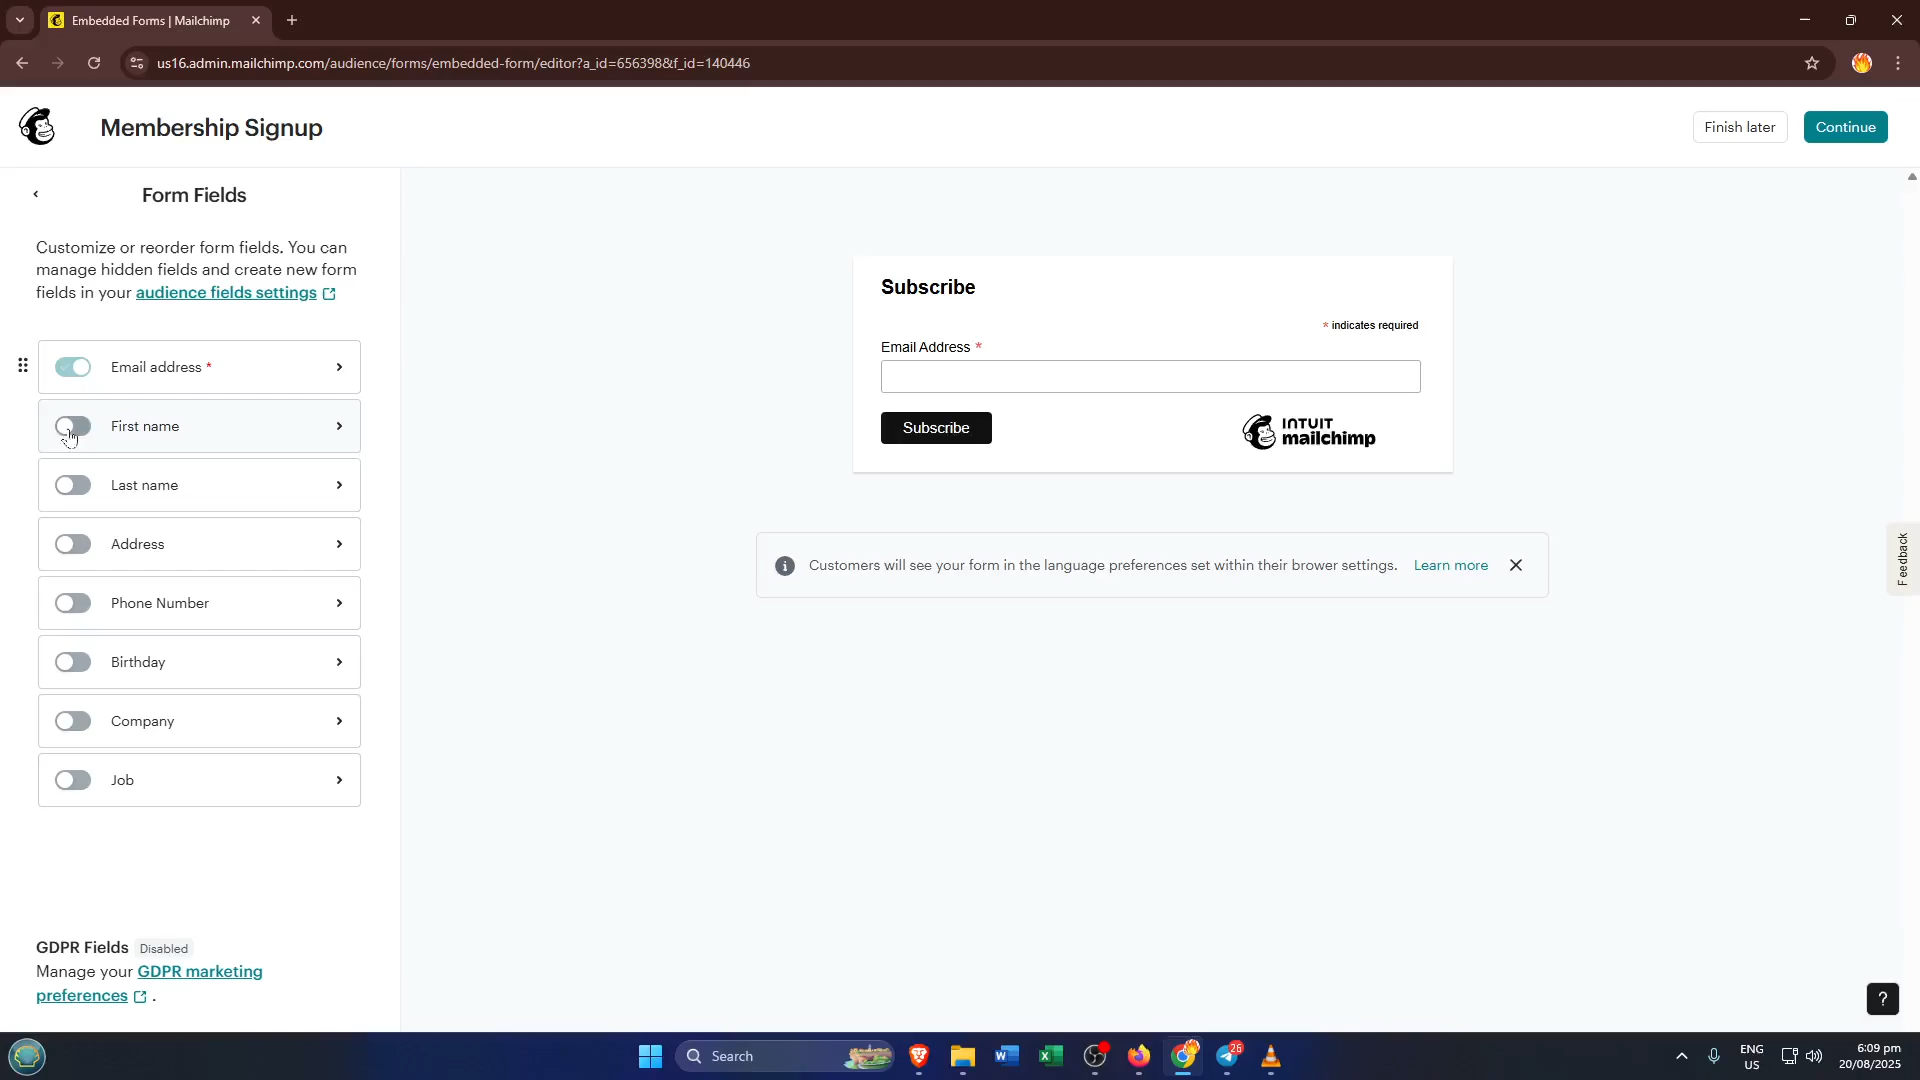 Embedded Forms | Mailchimp
us16.admin.mailchimp.com/audience/forms/embedded-form/editor?a_id=656398&f_id=140446
Membership Signup
Finish later
Continue
Form Fields
Customize or reorder form fields. You can
manage hidden fields and create new form
fields in your audience fields settings
Email address *
First name
Last name
Address
Phone Number
Birthday
Company
Job
GDPR Fields Disabled
Manage your GDPR marketing
preferences .
Subscribe
* indicates required
Email Address *
Subscribe
INTUIT
mailchimp
Customers will see your form in the language preferences set within their brower settings. Learn more
Feedback
?
Search
26
ENG
US
6:09 pm
20/08/2025